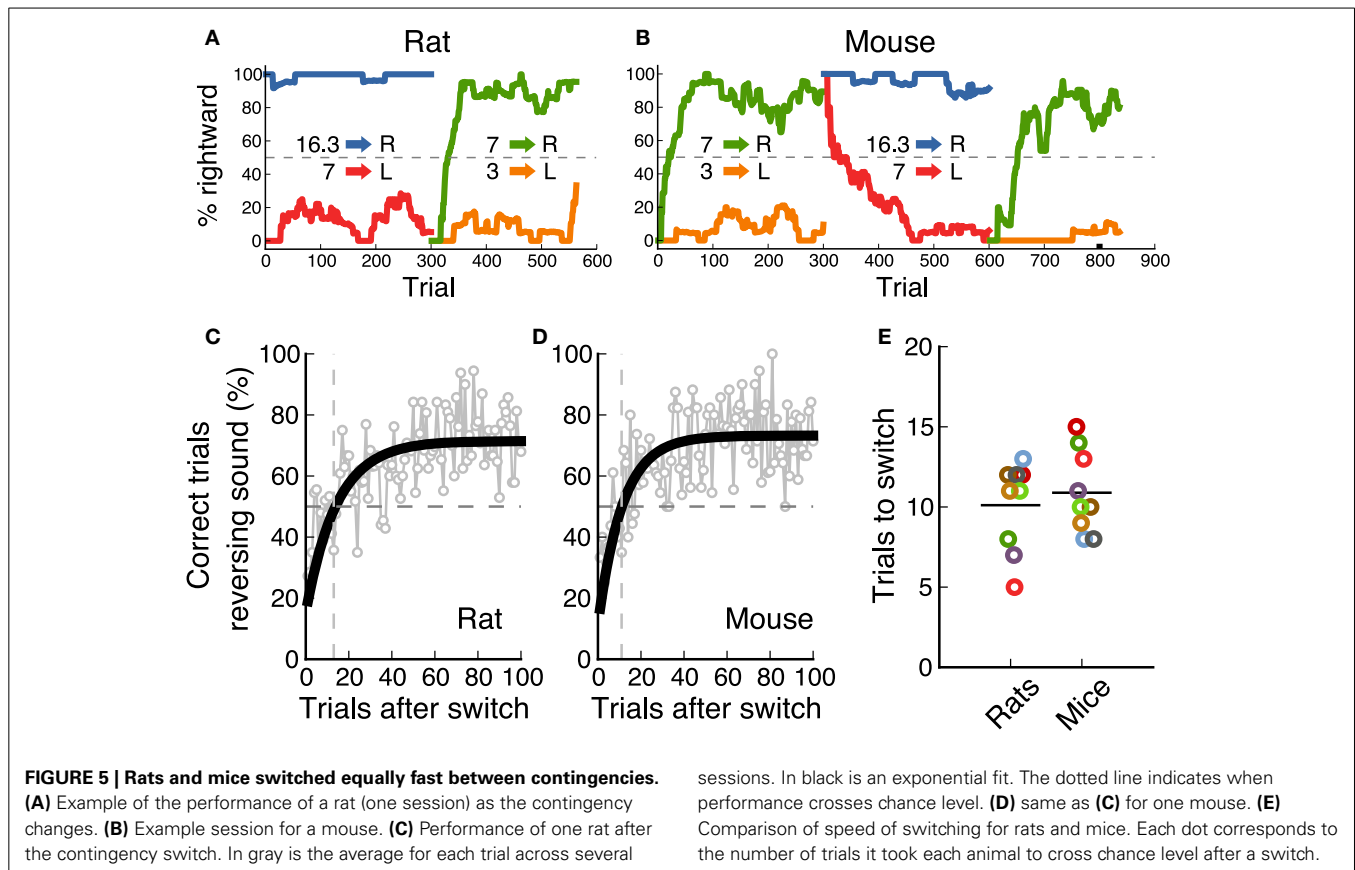 A
Rat
B
Mouse
% rightward
100
80
60
40
20
0
16.3 R
7 L
7 R
3 L
0 100 200 300 400 500 600
Trial
100
80
60
40
20
0
7 R
3 L
16.3 R
7 L
0 100 200 300 400 500 600 700 800 900
Trial
C
Correct trials
reversing sound (%)
100
80
60
40
20
0
Rat
0 20 40 60 80 100
Trials after switch
D
100
80
60
40
20
0
Mouse
0 20 40 60 80 100
Trials after switch
E
Trials to switch
20
15
10
5
0
Rats
Mice
FIGURE 5 | Rats and mice switched equally fast between contingencies.
(A) Example of the performance of a rat (one session) as the contingency
changes. (B) Example session for a mouse. (C) Performance of one rat after
the contingency switch. In gray is the average for each trial across several
sessions. In black is an exponential fit. The dotted line indicates when
performance crosses chance level. (D) same as (C) for one mouse. (E)
Comparison of speed of switching for rats and mice. Each dot corresponds to
the number of trials it took each animal to cross chance level after a switch.